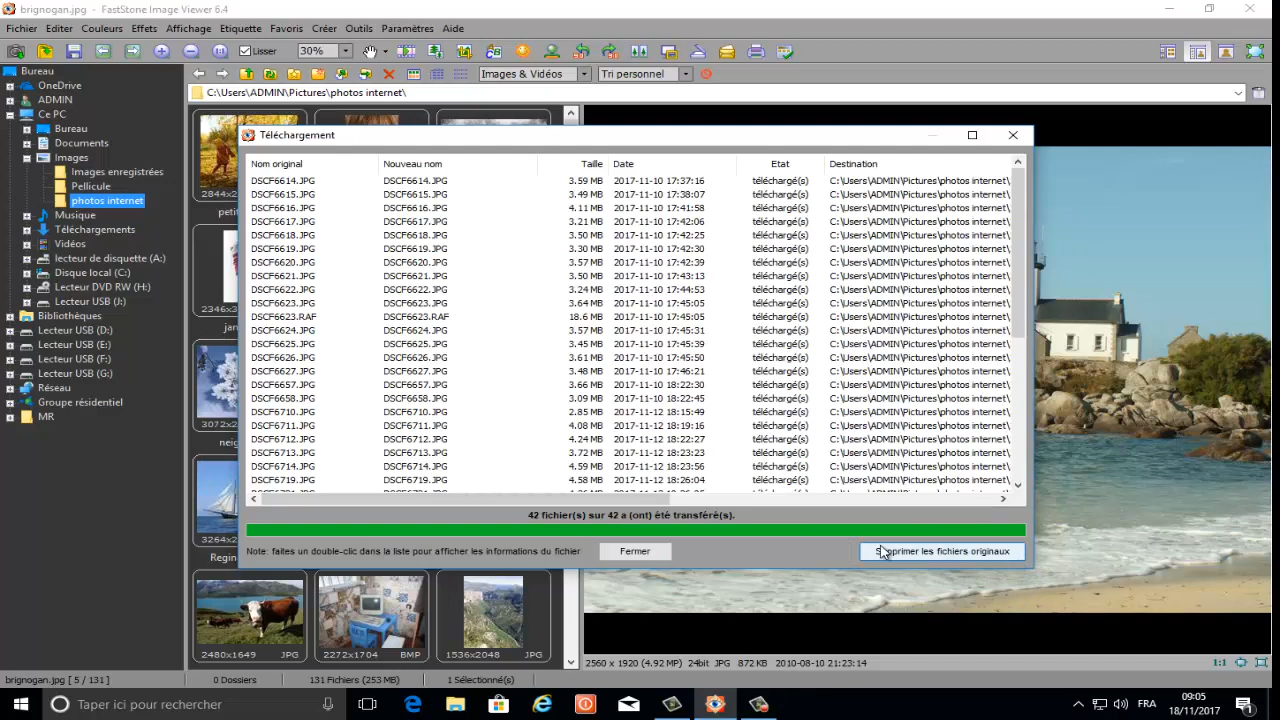 brignogan.jpg - FastStone Image Viewer 6.4
Fichier Editer Couleurs Effets Affichage Etiquette Favoris Créer Outils Paramètres Aide
Lisser 30%
Images & Vidéos Tri personnel
C:\Users\ADMIN\Pictures\photos internet\
Bureau
OneDrive
ADMIN
Ce PC
Bureau
Documents
Images
Images enregistrées
Pellicule
photos internet
Musique
Téléchargements
Vidéos
lecteur de disquette (A:)
Disque local (C:)
Lecteur DVD RW (H:)
Lecteur USB (J:)
Bibliothèques
Lecteur USB (D:)
Lecteur USB (E:)
Lecteur USB (F:)
Lecteur USB (G:)
Réseau
Groupe résidentiel
MR
Téléchargement
Nom original Nouveau nom Taille Date Etat Destination
DSCF6614.JPG DSCF6614.JPG 3.59 MB 2017-11-10 17:37:16 téléchargé(s) C:\Users\ADMIN\Pictures\photos internet\
DSCF6615.JPG DSCF6615.JPG 3.49 MB 2017-11-10 17:38:07 téléchargé(s) C:\Users\ADMIN\Pictures\photos internet\
DSCF6616.JPG DSCF6616.JPG 4.11 MB 2017-11-10 17:41:58 téléchargé(s) C:\Users\ADMIN\Pictures\photos internet\
DSCF6617.JPG DSCF6617.JPG 3.21 MB 2017-11-10 17:42:06 téléchargé(s) C:\Users\ADMIN\Pictures\photos internet\
DSCF6618.JPG DSCF6618.JPG 3.50 MB 2017-11-10 17:42:25 téléchargé(s) C:\Users\ADMIN\Pictures\photos internet\
DSCF6619.JPG DSCF6619.JPG 3.30 MB 2017-11-10 17:42:30 téléchargé(s) C:\Users\ADMIN\Pictures\photos internet\
DSCF6620.JPG DSCF6620.JPG 3.57 MB 2017-11-10 17:42:39 téléchargé(s) C:\Users\ADMIN\Pictures\photos internet\
DSCF6621.JPG DSCF6621.JPG 3.50 MB 2017-11-10 17:43:13 téléchargé(s) C:\Users\ADMIN\Pictures\photos internet\
DSCF6622.JPG DSCF6622.JPG 3.24 MB 2017-11-10 17:44:53 téléchargé(s) C:\Users\ADMIN\Pictures\photos internet\
DSCF6623.JPG DSCF6623.JPG 3.64 MB 2017-11-10 17:45:05 téléchargé(s) C:\Users\ADMIN\Pictures\photos internet\
DSCF6623.RAF DSCF6623.RAF 18.6 MB 2017-11-10 17:45:05 téléchargé(s) C:\Users\ADMIN\Pictures\photos internet\
DSCF6624.JPG DSCF6624.JPG 3.57 MB 2017-11-10 17:45:31 téléchargé(s) C:\Users\ADMIN\Pictures\photos internet\
DSCF6625.JPG DSCF6625.JPG 3.45 MB 2017-11-10 17:45:39 téléchargé(s) C:\Users\ADMIN\Pictures\photos internet\
DSCF6626.JPG DSCF6626.JPG 3.61 MB 2017-11-10 17:45:50 téléchargé(s) C:\Users\ADMIN\Pictures\photos internet\
DSCF6627.JPG DSCF6627.JPG 3.48 MB 2017-11-10 17:46:21 téléchargé(s) C:\Users\ADMIN\Pictures\photos internet\
DSCF6657.JPG DSCF6657.JPG 3.66 MB 2017-11-10 18:22:30 téléchargé(s) C:\Users\ADMIN\Pictures\photos internet\
DSCF6658.JPG DSCF6658.JPG 3.09 MB 2017-11-10 18:22:45 téléchargé(s) C:\Users\ADMIN\Pictures\photos internet\
DSCF6710.JPG DSCF6710.JPG 2.85 MB 2017-11-12 18:15:49 téléchargé(s) C:\Users\ADMIN\Pictures\photos internet\
DSCF6711.JPG DSCF6711.JPG 4.08 MB 2017-11-12 18:19:16 téléchargé(s) C:\Users\ADMIN\Pictures\photos internet\
DSCF6712.JPG DSCF6712.JPG 4.24 MB 2017-11-12 18:22:27 téléchargé(s) C:\Users\ADMIN\Pictures\photos internet\
DSCF6713.JPG DSCF6713.JPG 3.72 MB 2017-11-12 18:23:23 téléchargé(s) C:\Users\ADMIN\Pictures\photos internet\
DSCF6714.JPG DSCF6714.JPG 4.59 MB 2017-11-12 18:23:56 téléchargé(s) C:\Users\ADMIN\Pictures\photos internet\
DSCF6719.JPG DSCF6719.JPG 4.58 MB 2017-11-12 18:26:04 téléchargé(s) C:\Users\ADMIN\Pictures\photos internet\
42 fichier(s) sur 42 a (ont) été transféré(s).
Note: faites un double-clic dans la liste pour afficher les informations du fichier Fermer Supprimer les fichiers originaux
2844x2
petit
2346x3
jan
3072x2
neig
3264x2
Regin
2480x1649 JPG 2272x1704 BMP 1536x2048 JPG
2560 x 1920 (4.92 MP) 24bit JPG 872 KB 2010-08-10 21:23:14 1:1
brignogan.jpg [ 5 / 131 ] 0 Dossiers 131 Fichiers (253 MB) 1 Sélectionné(s)
Taper ici pour rechercher FRA 09:05
18/11/2017 1